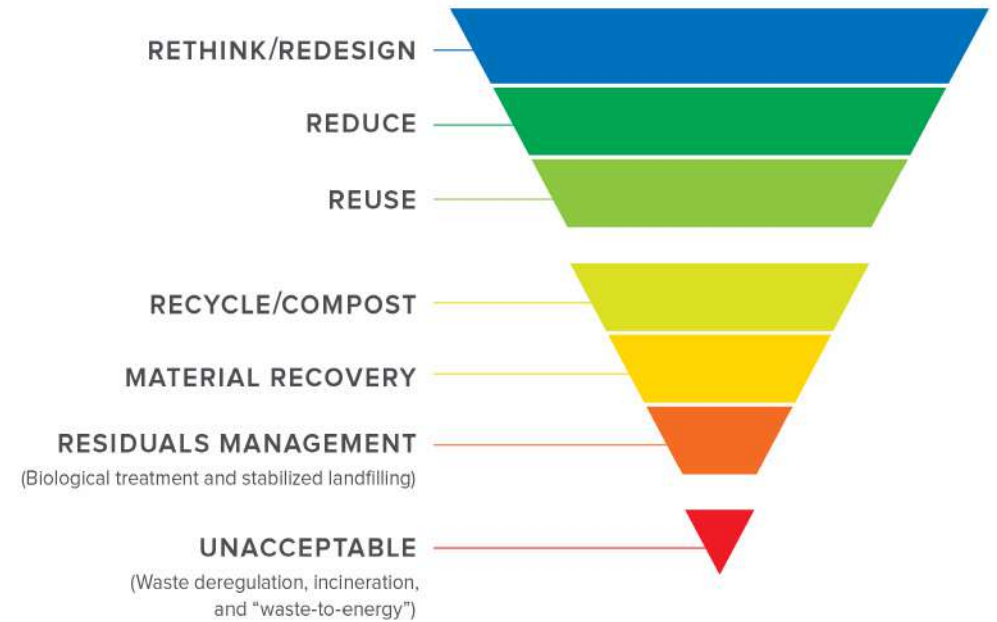 RETHINK/REDESIGN
REDUCE
REUSE
RECYCLE/COMPOST
MATERIAL RECOVERY
RESIDUALS MANAGEMENT
(Biological treatment and stabilized landfilling)
UNACCEPTABLE
(Waste deregulation, incineration,
and “waste-to-energy”)